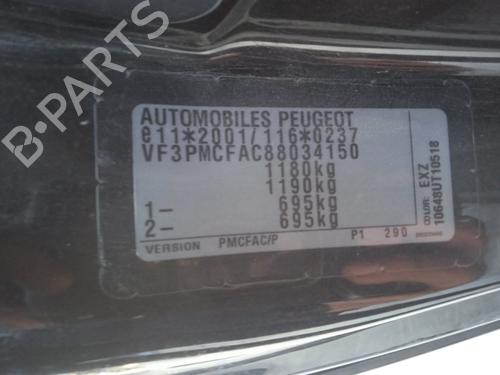 AUTOMOBILES PEUGEOT
e11*2001/116*0237
VF3PMCFAC88034150
1180kg
1190kg
1- 695kg
2- 695kg
VERSION PMCFAC/P P1 290
COLOR: EXZ
10648UT10518
B-PARTS